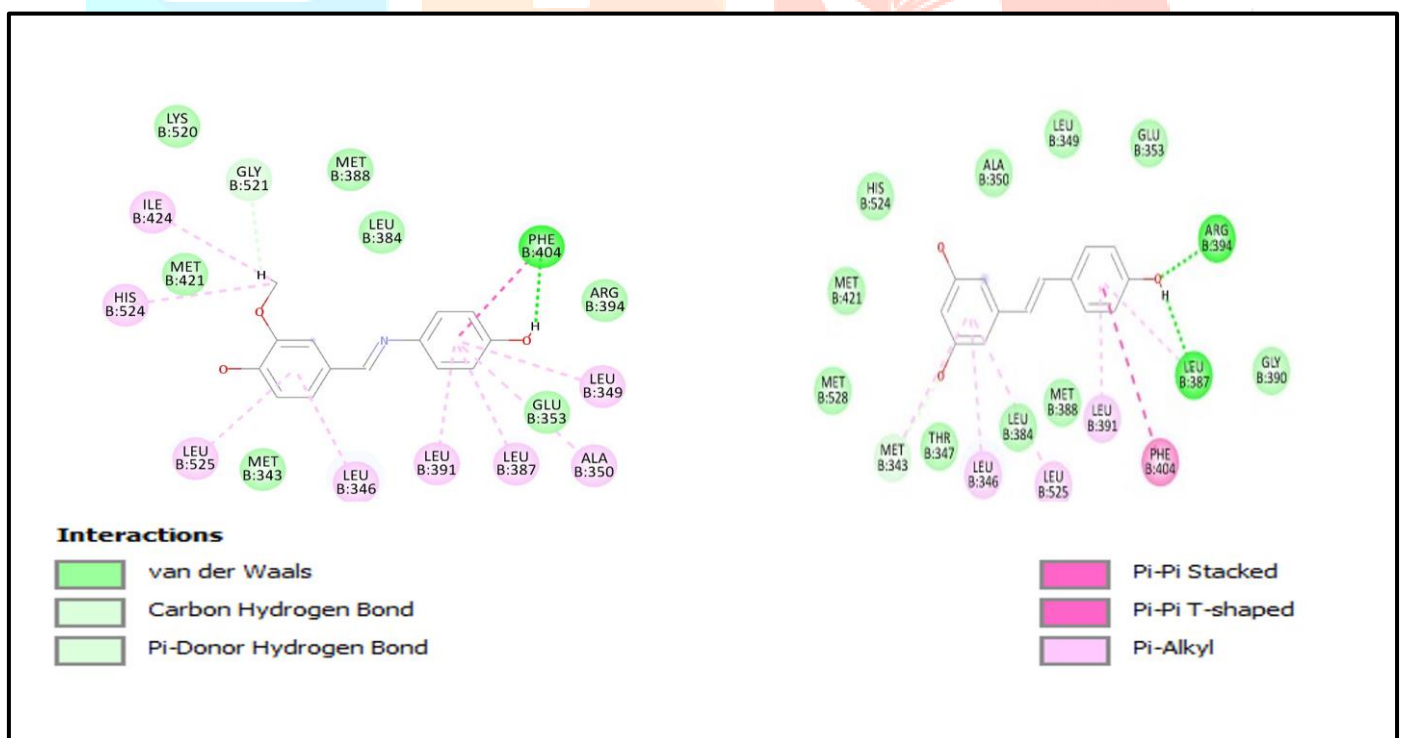 LYS
B:520
GLY
B:521
MET
B:388
ILE
B:424
LEU
B:384
PHE
B:404
MET
B:421
H
HIS
B:524
ARG
B:394
O
H
N
O
O
LEU
B:349
GLU
B:353
LEU
B:525
MET
B:343
LEU
B:346
LEU
B:391
LEU
B:387
ALA
B:350
LEU
B:349
GLU
B:353
ALA
B:350
HIS
B:524
ARG
B:394
O
O
H
MET
B:421
LEU
B:387
GLY
B:390
O
MET
B:528
MET
B:388
LEU
B:391
LEU
B:384
THR
B:347
MET
B:343
LEU
B:346
LEU
B:525
PHE
B:404
Interactions
van der Waals
Carbon Hydrogen Bond
Pi-Donor Hydrogen Bond
Pi-Pi Stacked
Pi-Pi T-shaped
Pi-Alkyl